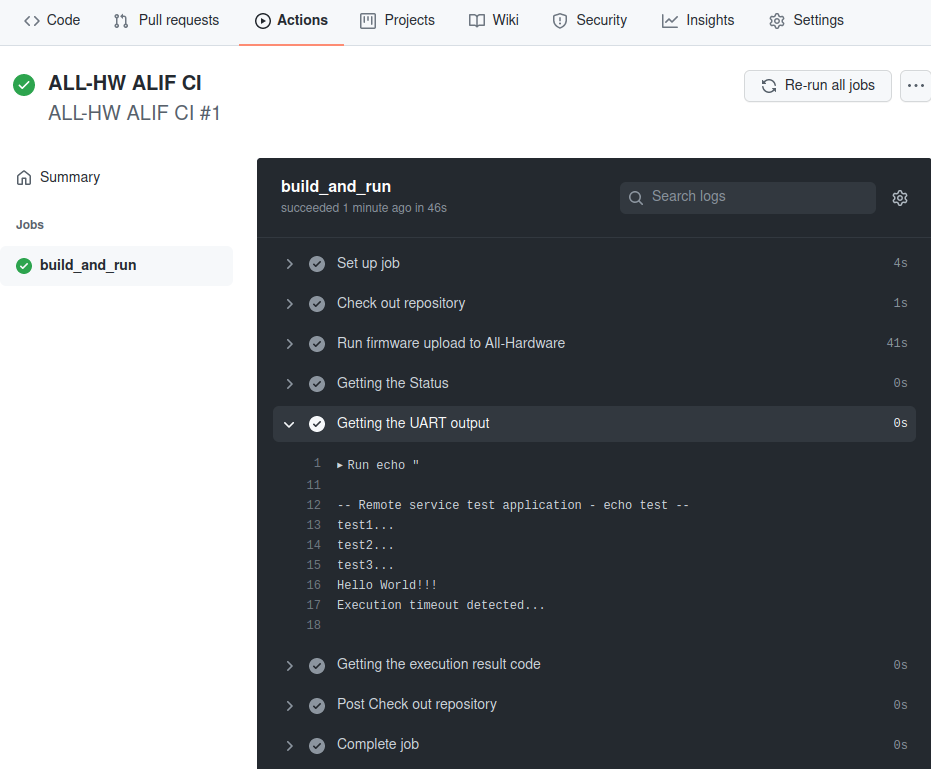 Code Pull requests Actions Projects Wiki Security Insights Settings
ALL-HW ALIF CI
ALL-HW ALIF CI #1
Re-run all jobs
Summary
Jobs
build_and_run
build_and_run
succeeded 1 minute ago in 46s
Search logs
Set up job 4s
Check out repository 1s
Run firmware upload to All-Hardware 41s
Getting the Status 0s
Getting the UART output 0s
1 ▸ Run echo "
11
12 -- Remote service test application - echo test --
13 test1...
14 test2...
15 test3...
16 Hello World!!!
17 Execution timeout detected...
18
Getting the execution result code 0s
Post Check out repository 0s
Complete job 0s